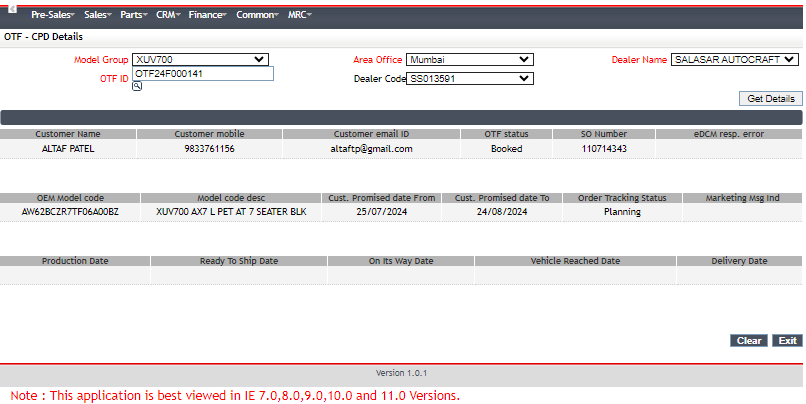 Pre-Sales Sales Parts CRM Finance Common MRC
OTF - CPD Details
Model Group XUV700 Area Office Mumbai Dealer Name SALASAR AUTOCRAFT
OTF ID OTF24F000141 Dealer Code SS013591
Get Details
Customer Name Customer mobile Customer email ID OTF status SO Number eDCM resp. error
ALTAF PATEL 9833761156 altaftp@gmail.com Booked 110714343
OEM Model code Model code desc Cust. Promised date From Cust. Promised date To Order Tracking Status Marketing Msg Ind
AW62BCZR7TF06A00BZ XUV700 AX7 L PET AT 7 SEATER BLK 25/07/2024 24/08/2024 Planning
Production Date Ready To Ship Date On Its Way Date Vehicle Reached Date Delivery Date
Clear Exit
Version 1.0.1
Note : This application is best viewed in IE 7.0,8.0,9.0,10.0 and 11.0 Versions.